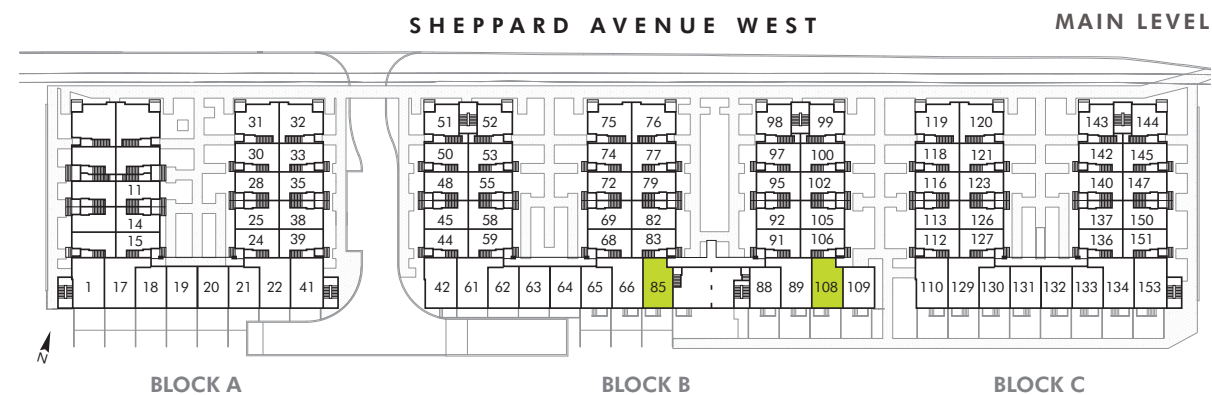 SHEPPARD AVENUE WEST
MAIN LEVEL
31 32 51 52 75 76 98 99 119 120 143 144
30 33 50 53 74 77 97 100 118 121 142 145
11 28 35 48 55 72 79 95 102 116 123 140 147
14 25 38 45 58 69 82 92 105 113 126 137 150
15 24 39 44 59 68 83 91 106 112 127 136 151
1 17 18 19 20 21 22 41 42 61 62 63 64 65 66 85 88 89 108 109 110 129 130 131 132 133 134 153
N
BLOCK A
BLOCK B
BLOCK C